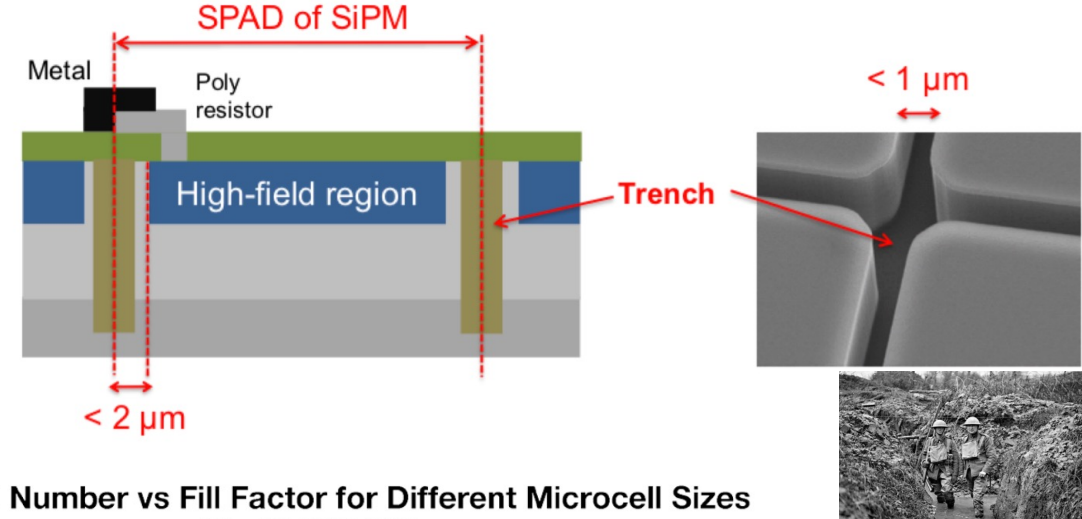 SPAD of SiPM
Metal
Poly
resistor
< 1 µm
High-field region
Trench
< 2 µm
Number vs Fill Factor for Different Microcell Sizes